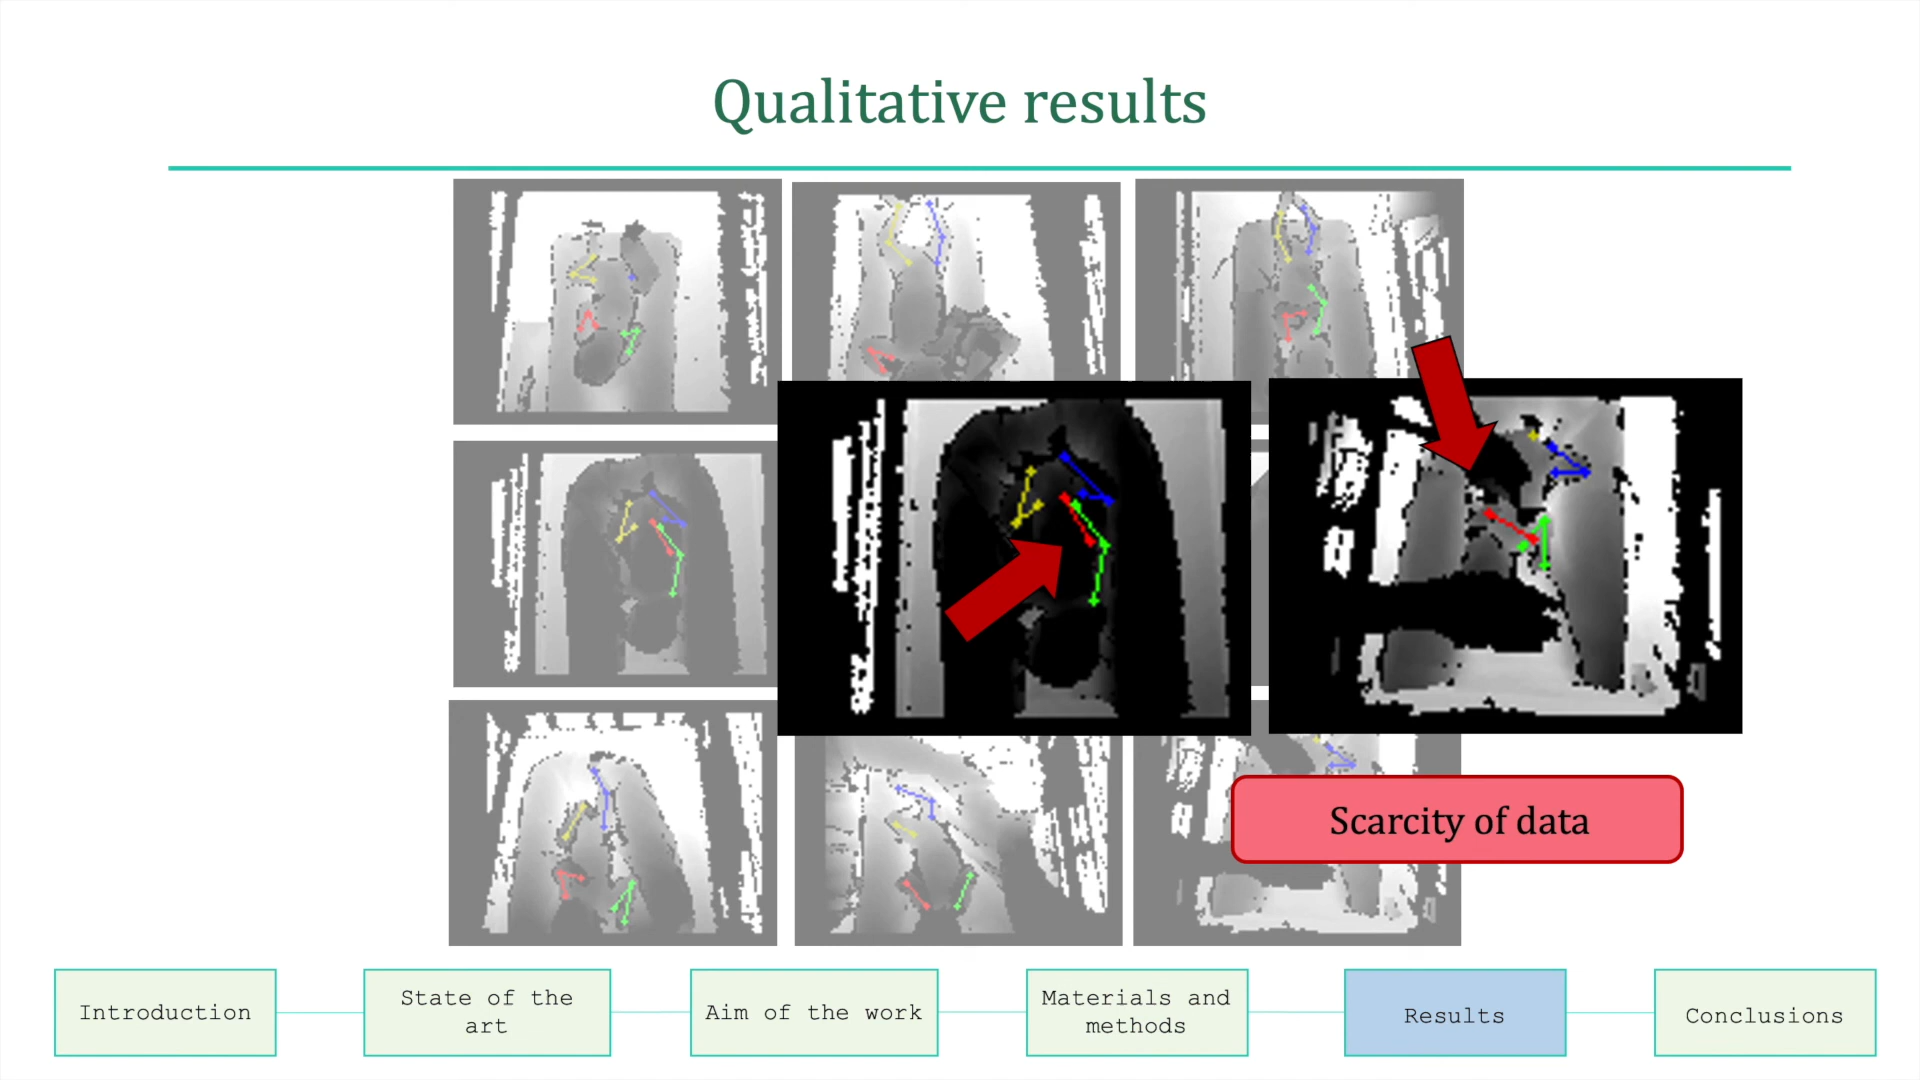 Qualitative results
Scarcity of data
Introduction
State of the
art
Aim of the work
Materials and
methods
Results
Conclusions